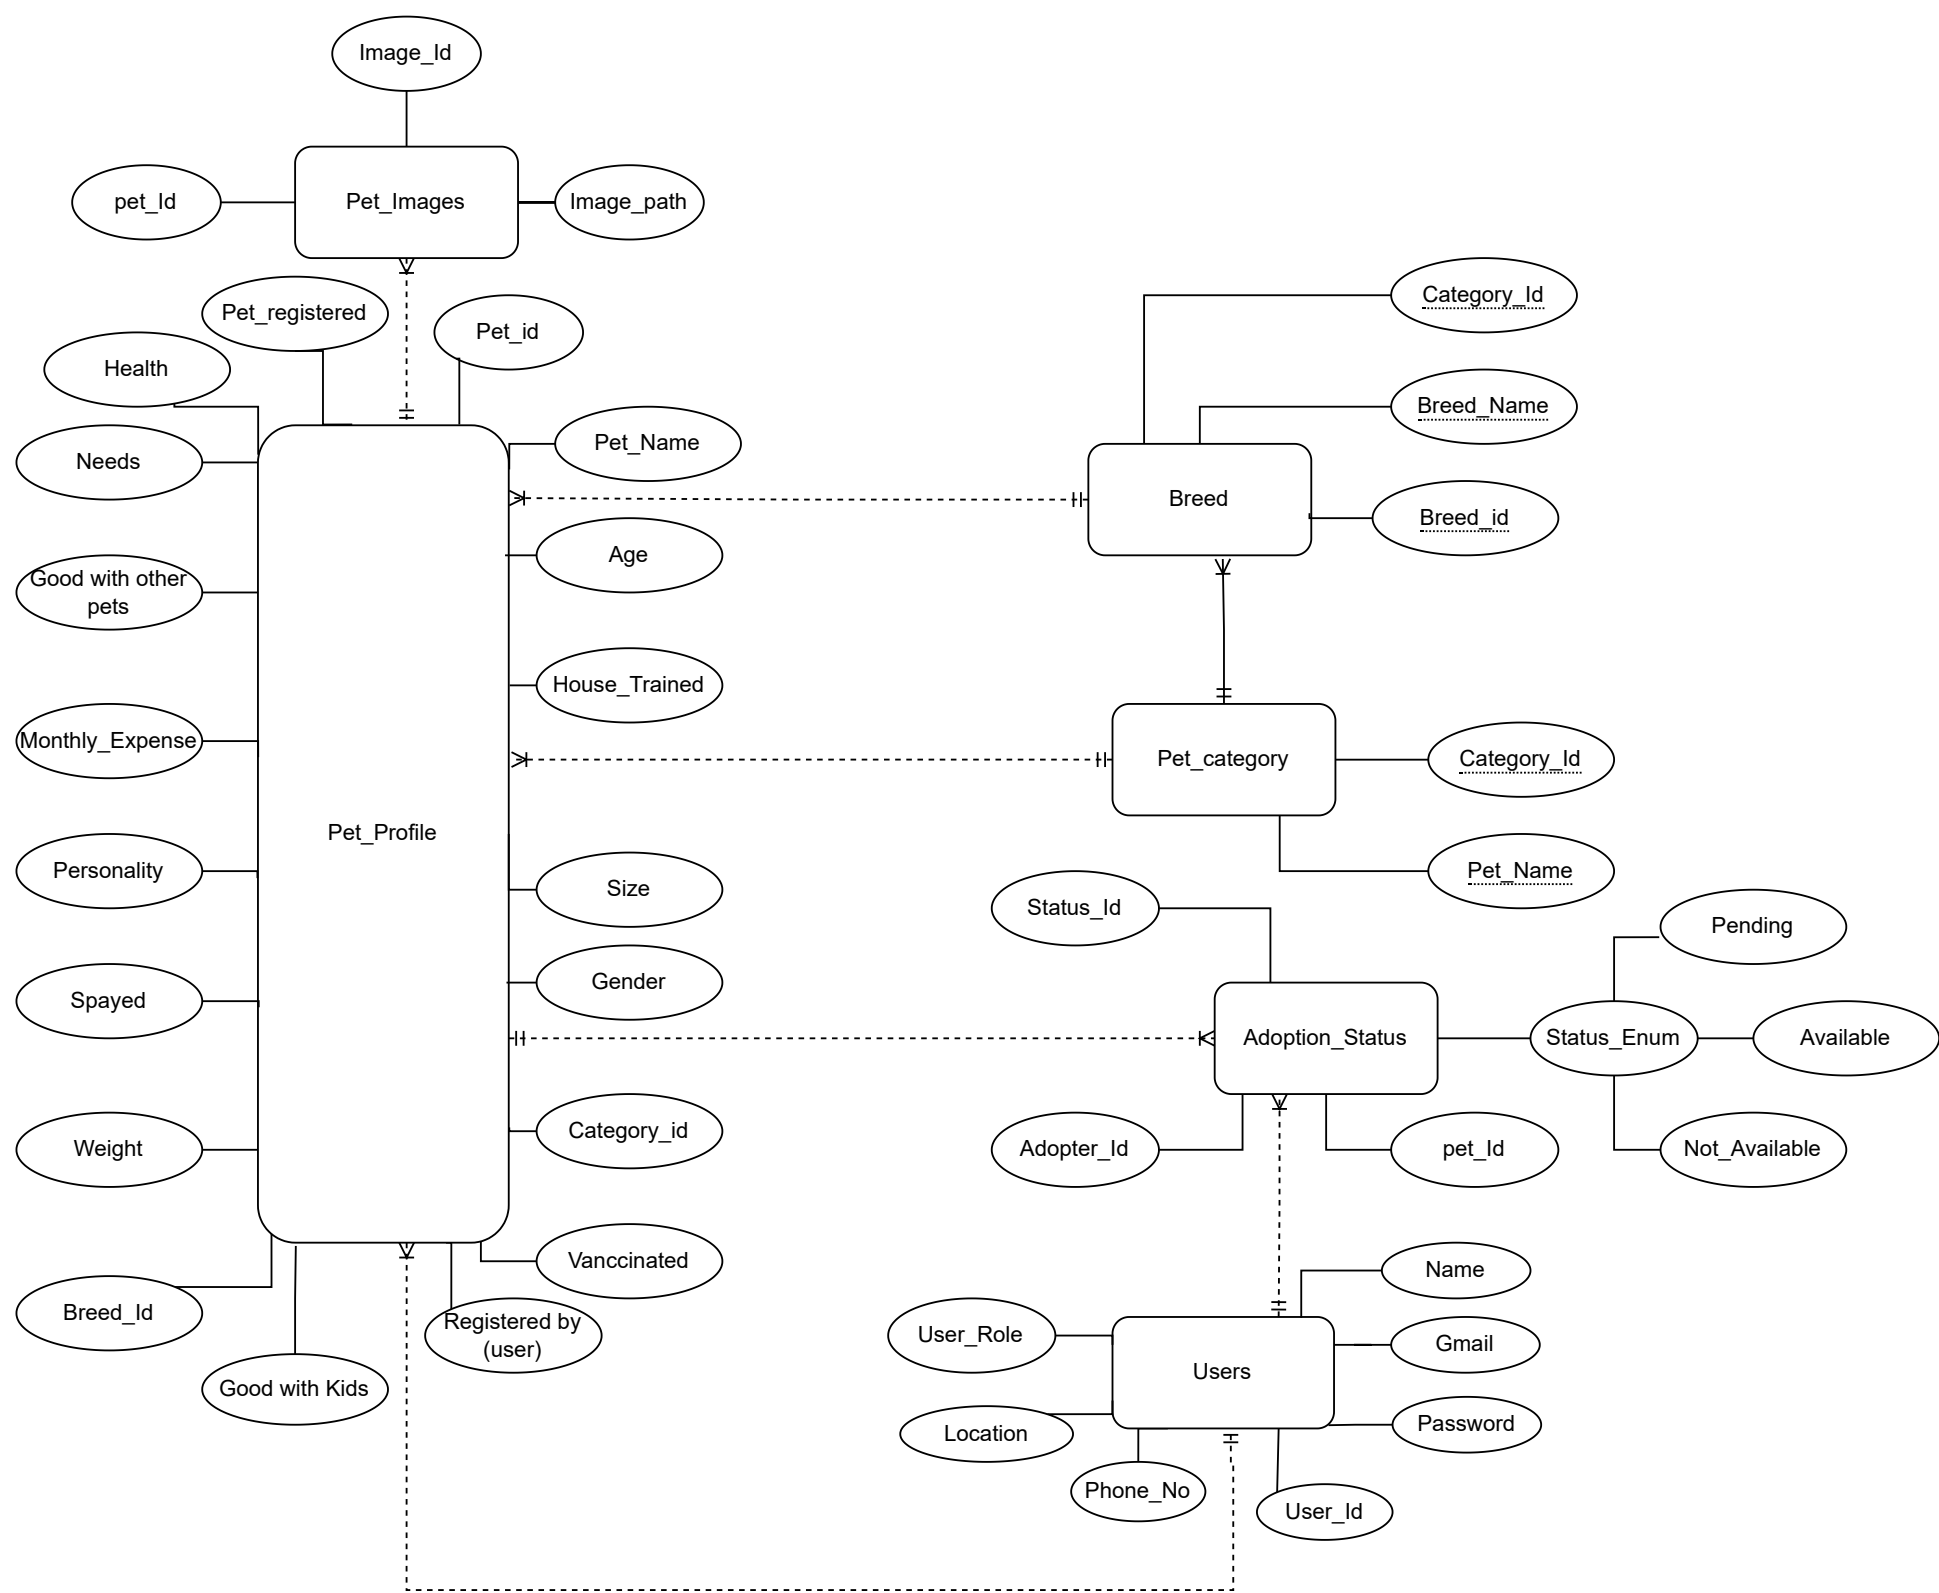 Image_Id
pet_Id
Pet_Images
Image_path
Pet_registered
Pet_id
Health
Needs
Pet_Name
Good with other
pets
Age
House_Trained
Monthly_Expense
Pet_Profile
Personality
Size
Gender
Spayed
Category_id
Weight
Vanccinated
Breed_Id
Registered by
(user)
Good with Kids
Category_Id
Breed_Name
Breed
Breed_id
Pet_category
Category_Id
Pet_Name
Status_Id
Pending
Adoption_Status
Status_Enum
Available
Adopter_Id
pet_Id
Not_Available
Name
User_Role
Gmail
Users
Location
Password
Phone_No
User_Id